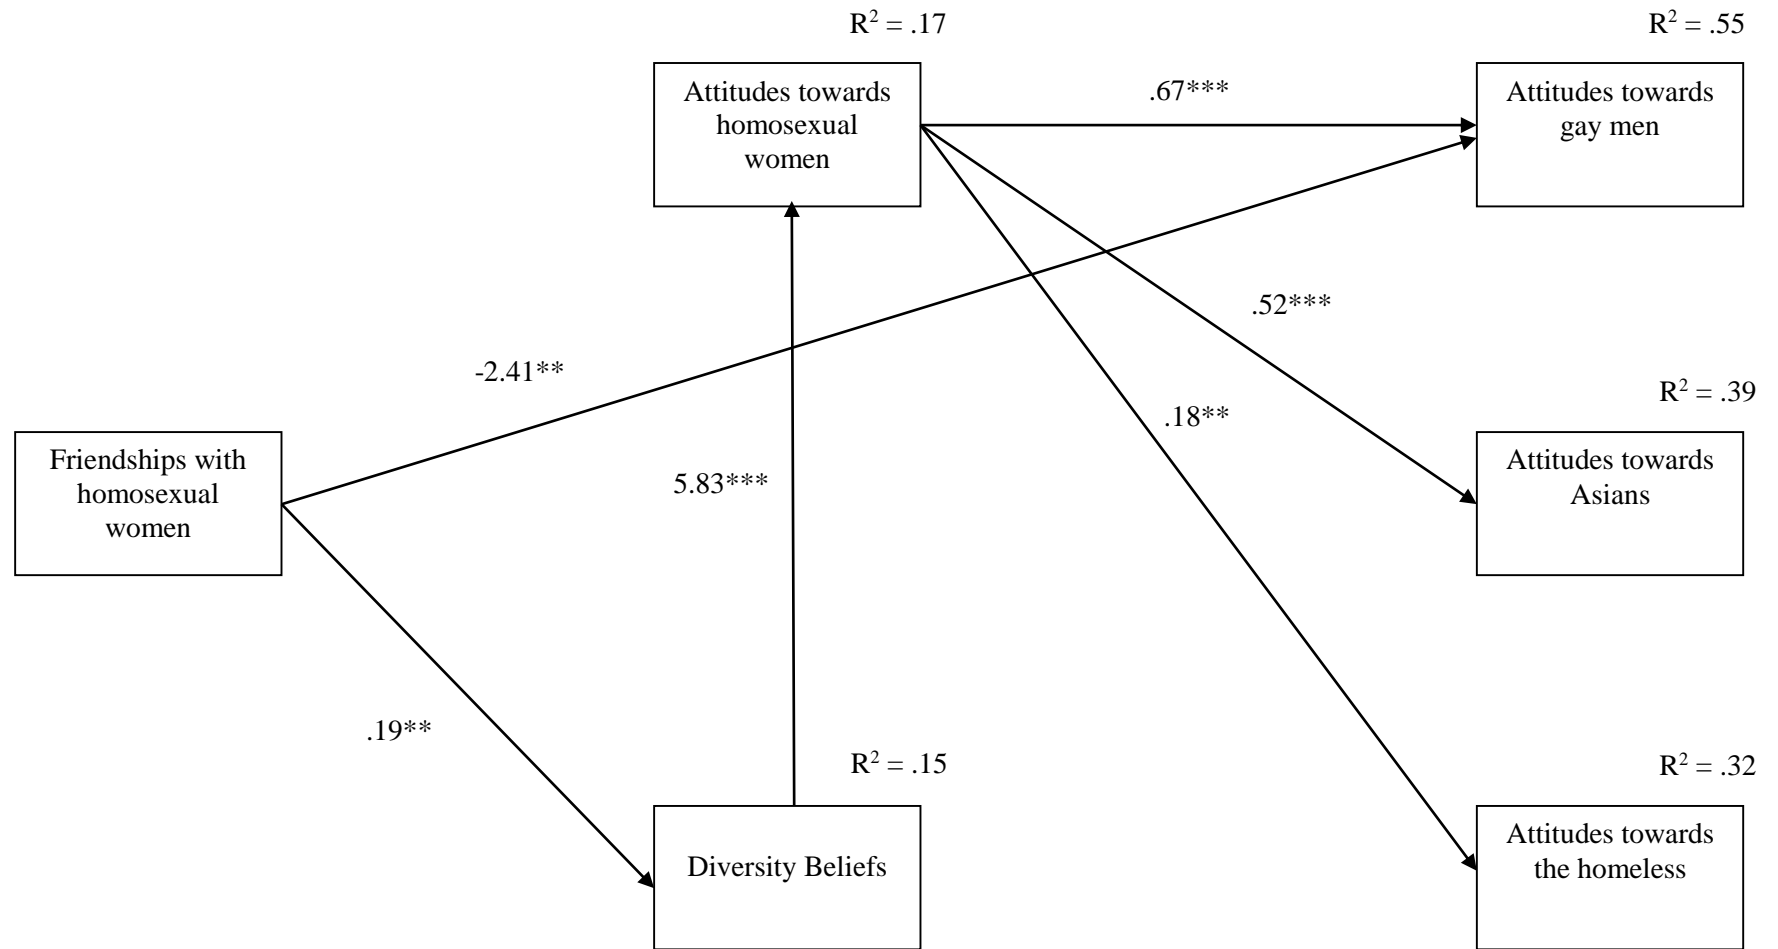 R² = .17
R² = .55
Attitudes towards
homosexual
women
.67***
Attitudes towards
gay men
.52***
-2.41**
R² = .39
.18**
Friendships with
homosexual
women
5.83***
Attitudes towards
Asians
.19**
R² = .15
R² = .32
Diversity Beliefs
Attitudes towards
the homeless